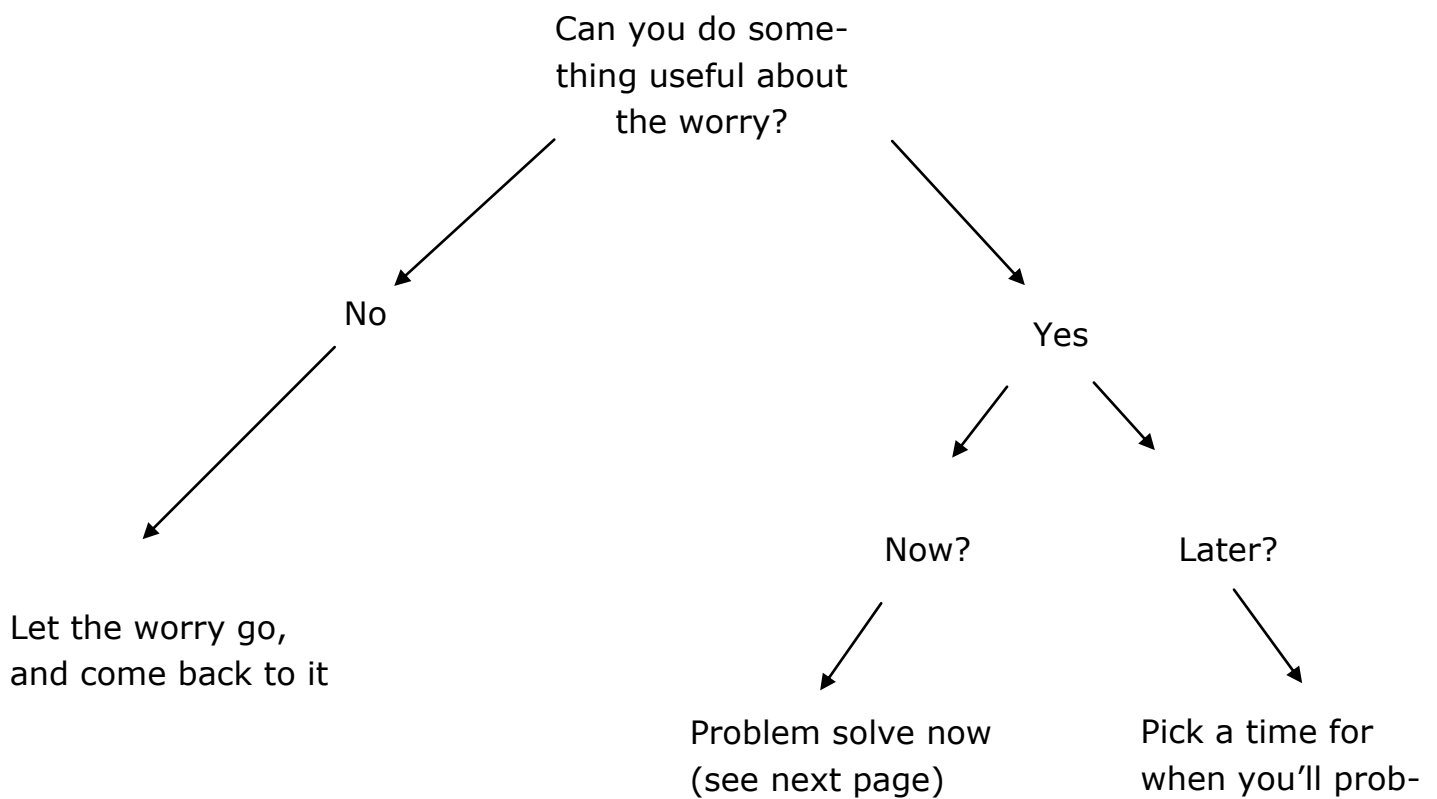 Can you do some-
thing useful about
the worry?
No
Yes
Now?
Later?
Let the worry go,
and come back to it
Problem solve now
(see next page)
Pick a time for
when you’ll prob-